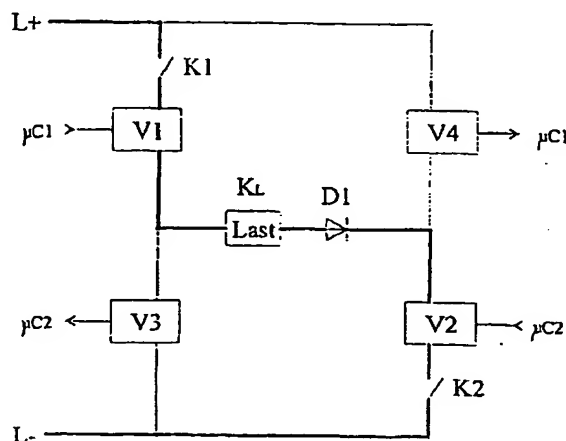 L+
K1
μC1
V1
V4
μC1
KL
D1
Last
μC2
V3
V2
μC2
K2
L-